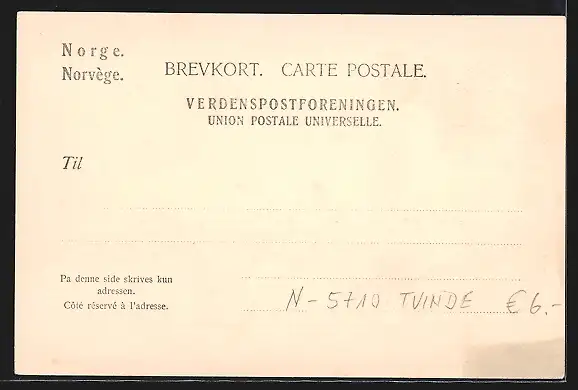 Norge.
Norvège.
BREVKORT. CARTE POSTALE.
VERDENSPOSTFORENINGEN.
UNION POSTALE UNIVERSELLE.
Til
Pa denne side skrives kun
adressen.
Côté réservé à l'adresse.
N - 5710 TVINDE € 6.-